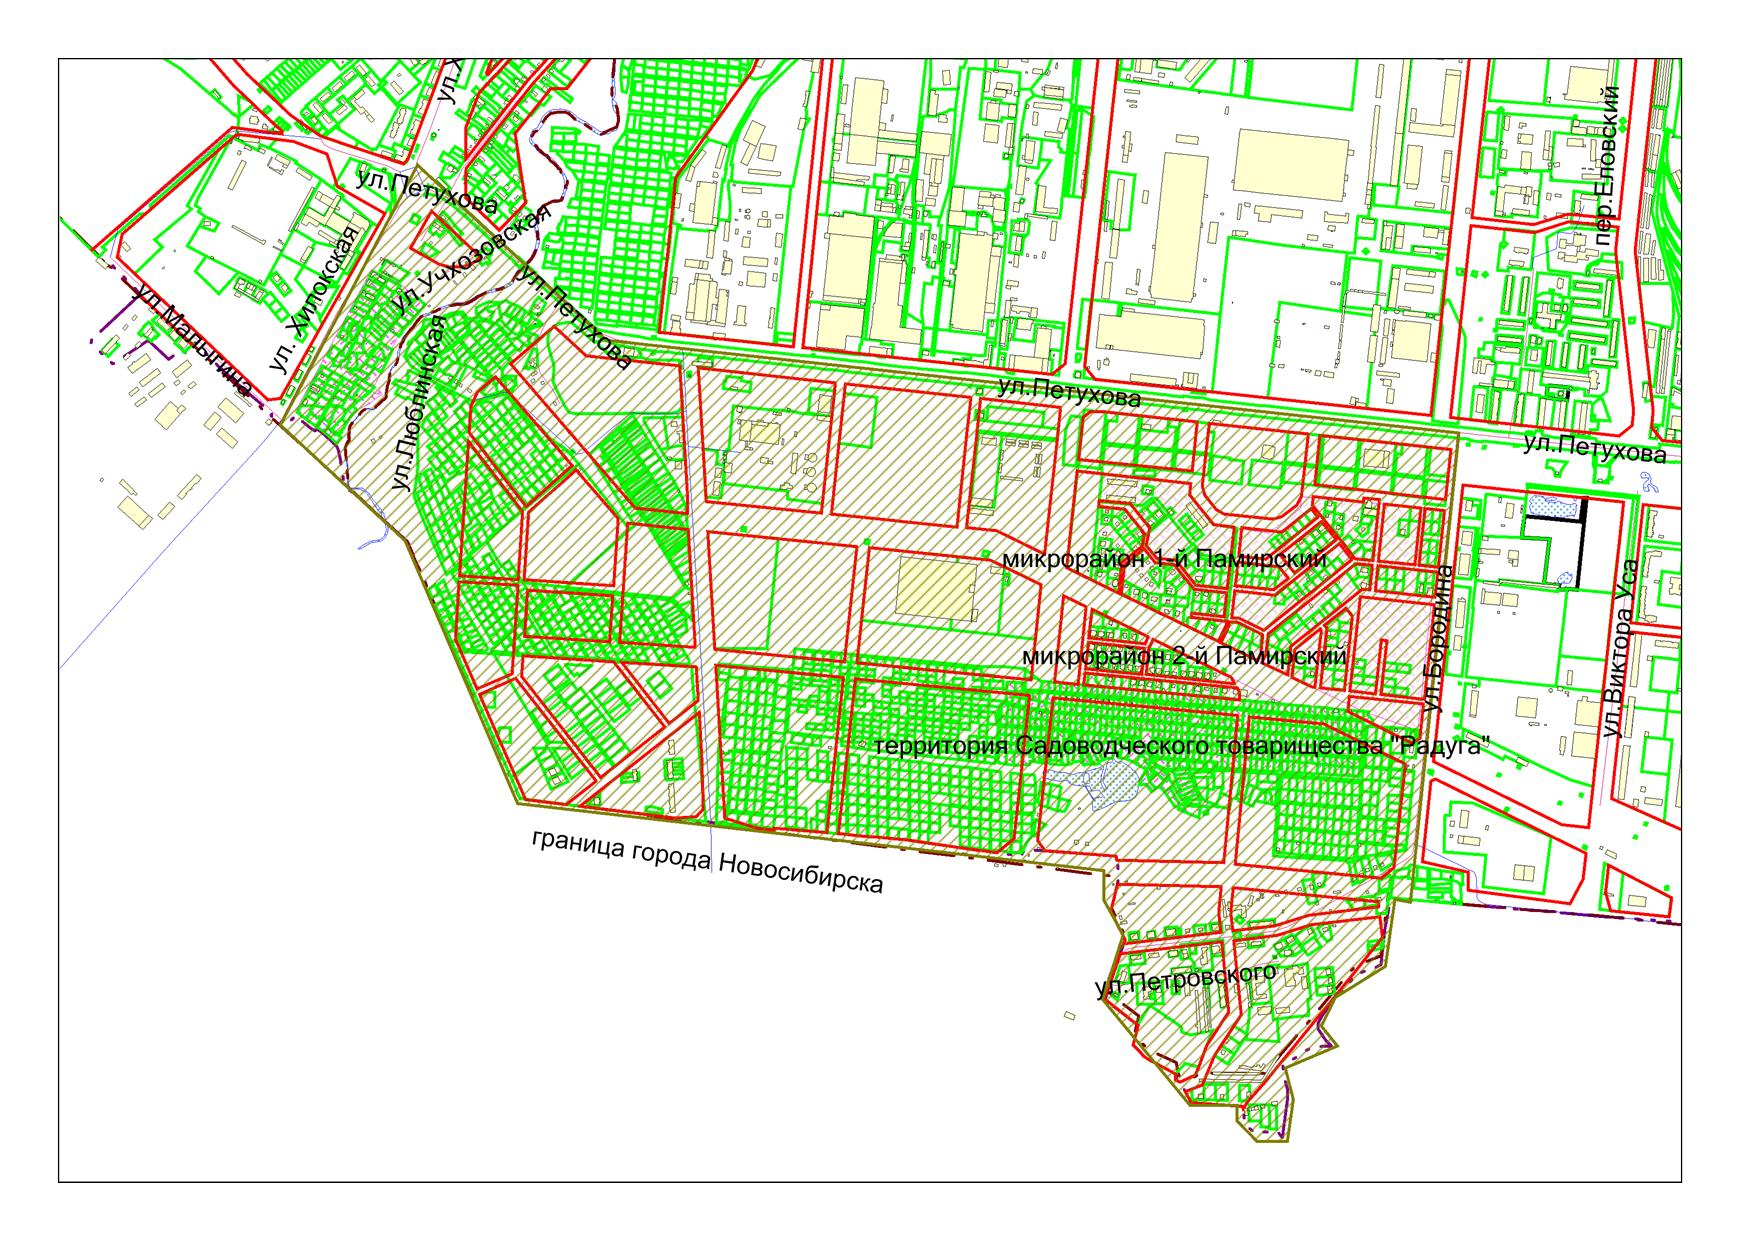 ул.Х
пер.Еловский
ул.Петухова
ул.Учхозовская
ул. Хилокская
ул.Малыгина
ул.Петухова
ул.Люблинская
ул.Петухова
ул.Петухова
микрорайон 1-й Памирский
микрорайон 2-й Памирский
ул.Бородина
ул.Виктора Уса
территория Садоводческого товарищества "Радуга"
граница города Новосибирска
ул.Петровского